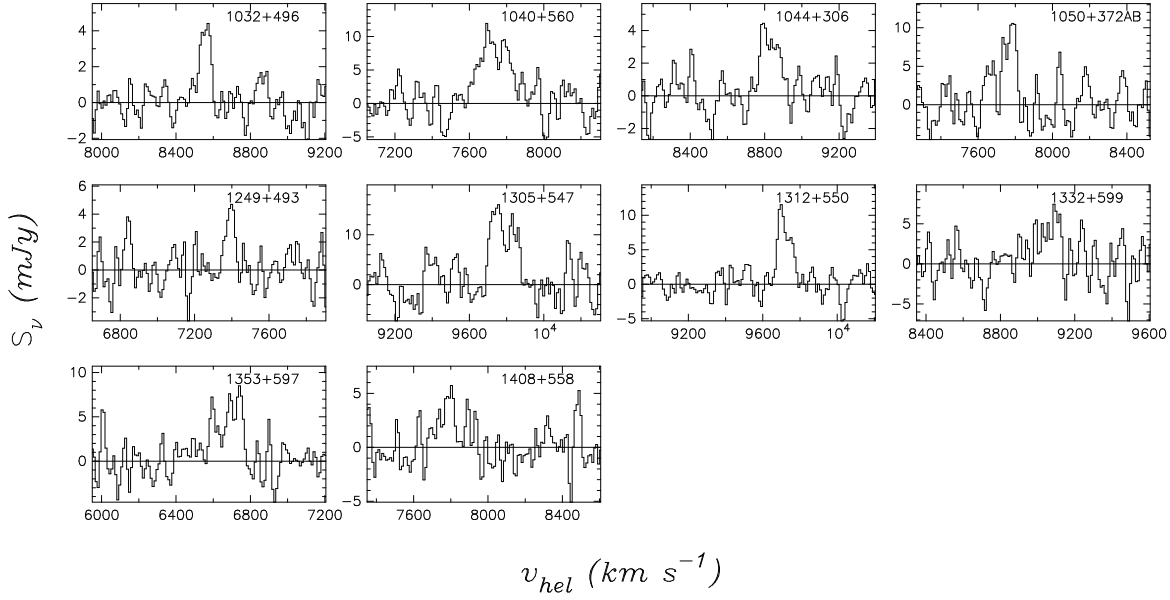 1032+496 1040+560 1044+306 1050+372AB
4 10 4 10
2 5 2 5
0 0 0 0
−2 −5 −2
8000 8400 8800 9200 7200 7600 8000 8400 8800 9200 7600 8000 8400
1249+493 1305+547 1312+550 1332+599
6
4 10 10 5
2 5
0 0 0 0
−2 −5 −5
6800 7200 7600 9200 9600 10⁴ 9200 9600 10⁴ 8400 8800 9200 9600
S_ν (mJy)
1353+597 1408+558
10 5
5
0 0
−5
6000 6400 6800 7200 7600 8000 8400
v_hel (km s⁻¹)